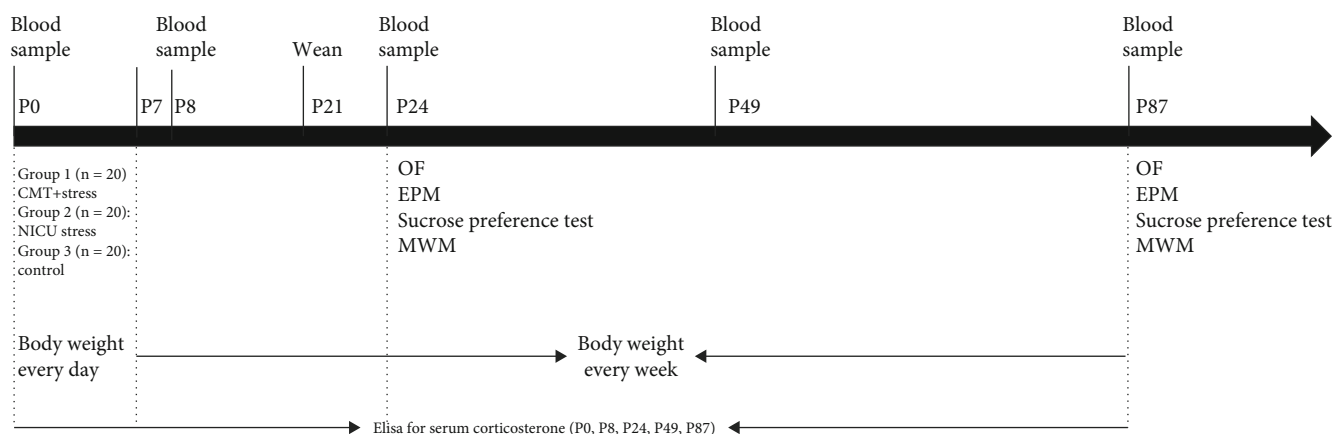 Blood
sample
Blood
sample
Wean
Blood
sample
Blood
sample
Blood
sample
P0
P7
P8
P21
P24
P49
P87
Group 1 (n = 20)
CMT+stress
Group 2 (n = 20):
NICU stress
Group 3 (n = 20):
control
OF
EPM
Sucrose preference test
MWM
OF
EPM
Sucrose preference test
MWM
Body weight
every day
Body weight
every week
Elisa for serum corticosterone (P0, P8, P24, P49, P87)